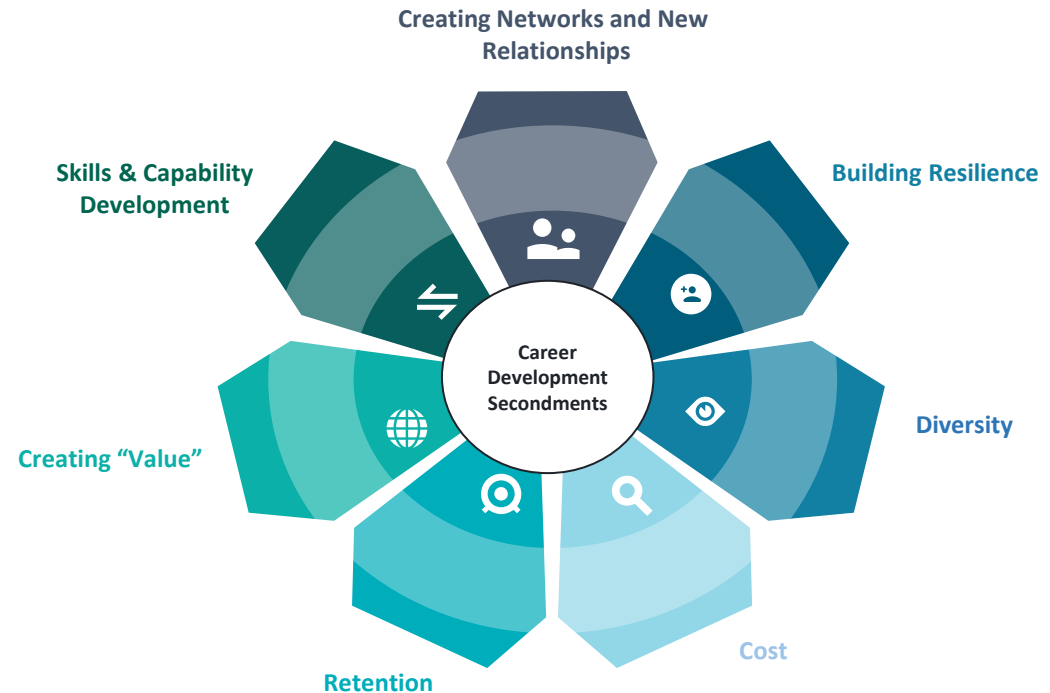 Creating Networks and New
Relationships
Skills & Capability
Development
Building Resilience
Career
Development
Secondments
Diversity
Creating “Value”
Cost
Retention